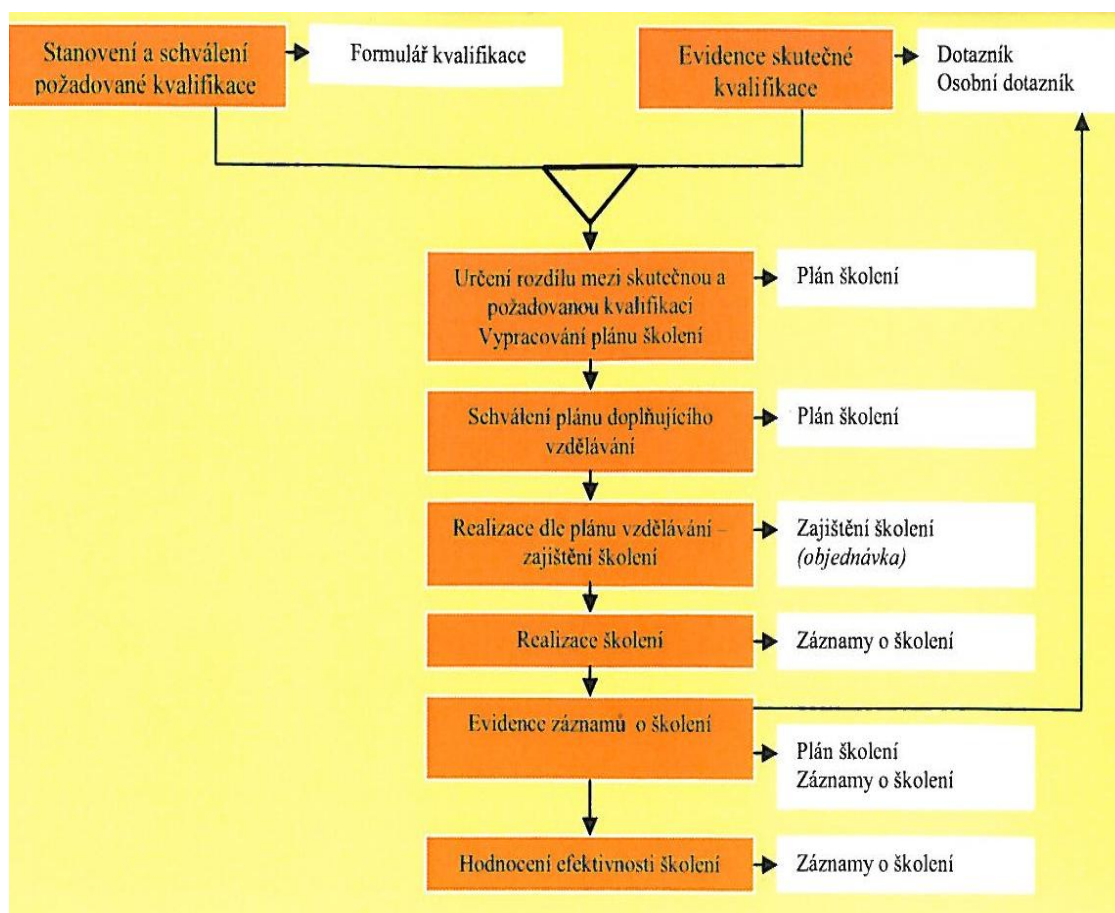 Stanovení a schválení
požadované kvalifikace
Formulář kvalifikace
Evidence skutečné
kvalifikace
Dotazník
Osobní dotazník
Určení rozdílu mezi skutečnou a
požadovanou kvalifikací
Vypracování plánu školení
Plán školení
Schválení plánu doplňujícího
vzdělávání
Plán školení
Realizace dle plánu vzdělávání –
zajištění školení
Zajištění školení
(objednávka)
Realizace školení
Záznamy o školení
Evidence záznamů o školení
Plán školení
Záznamy o školení
Hodnocení efektivnosti školení
Záznamy o školení